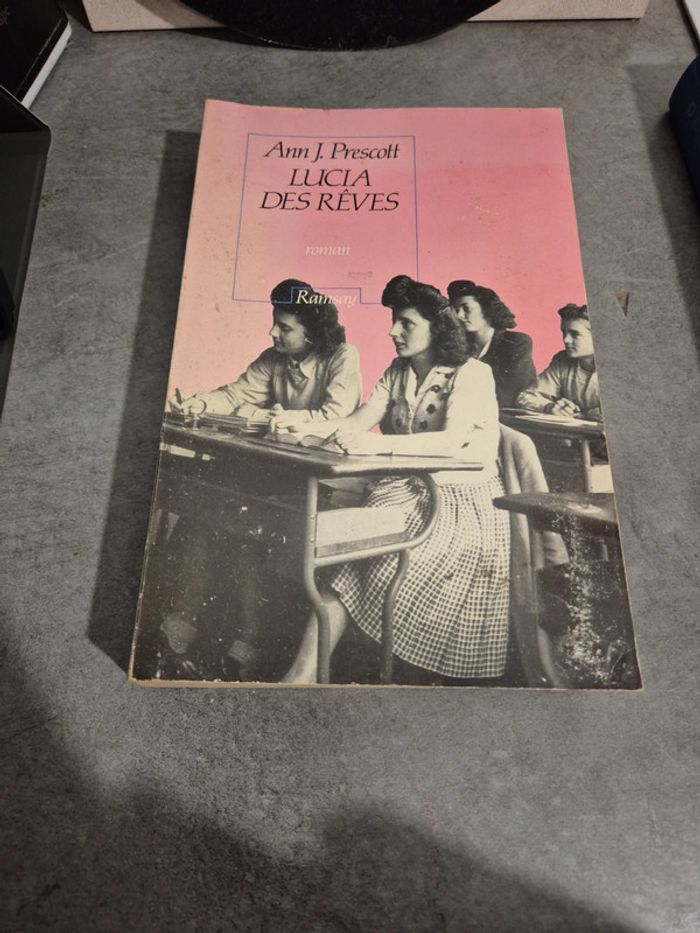 Ann J. Prescott
LUCIA
DES RÊVES
roman
Ramsay